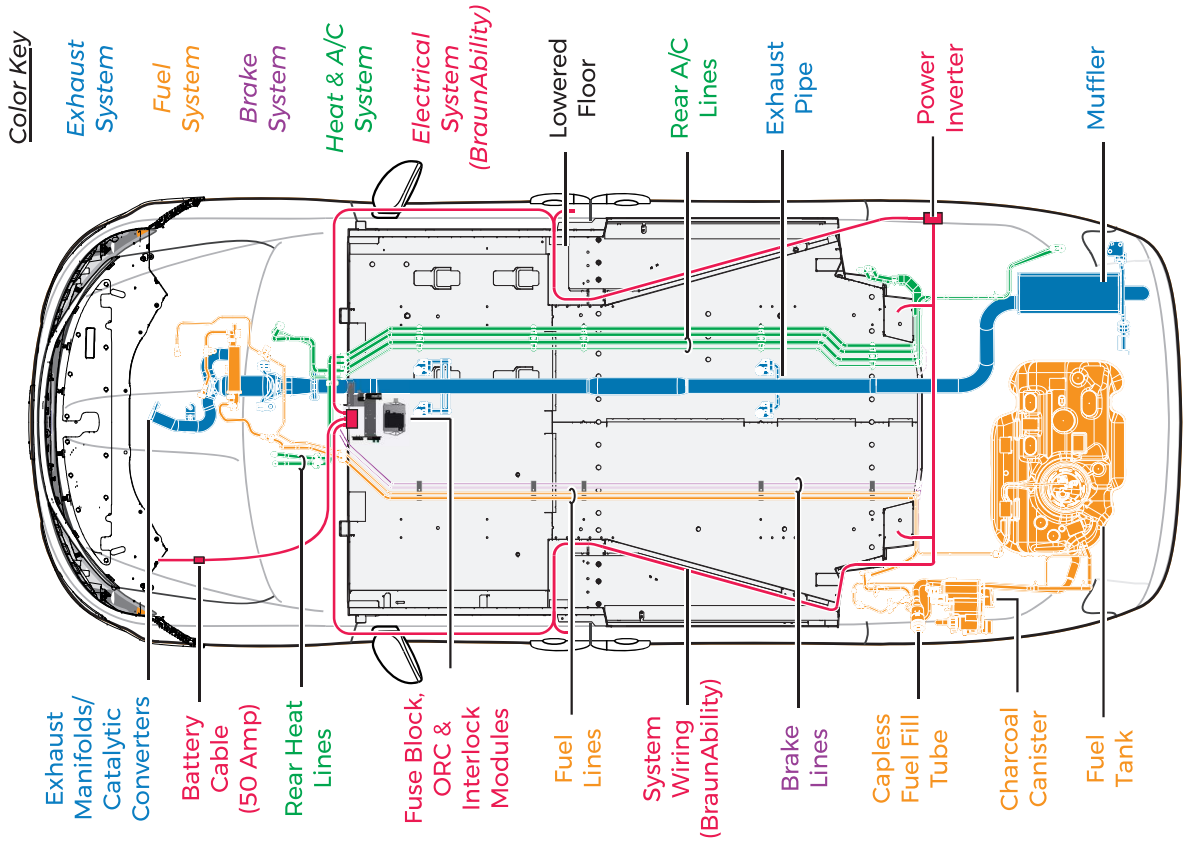 Color Key
Exhaust
System
Fuel
System
Brake
System
Heat & A/C
System
Electrical
System
(BraunAbility)
Lowered
Floor
Rear A/C
Lines
Exhaust
Pipe
Power
Inverter
Muffler
Exhaust
Manifolds/
Catalytic
Converters
Battery
Cable
(50 Amp)
Rear Heat
Lines
Fuse Block,
ORC &
Interlock
Modules
Fuel
Lines
System
Wiring
(BraunAbility)
Brake
Lines
Capless
Fuel Fill
Tube
Charcoal
Canister
Fuel
Tank